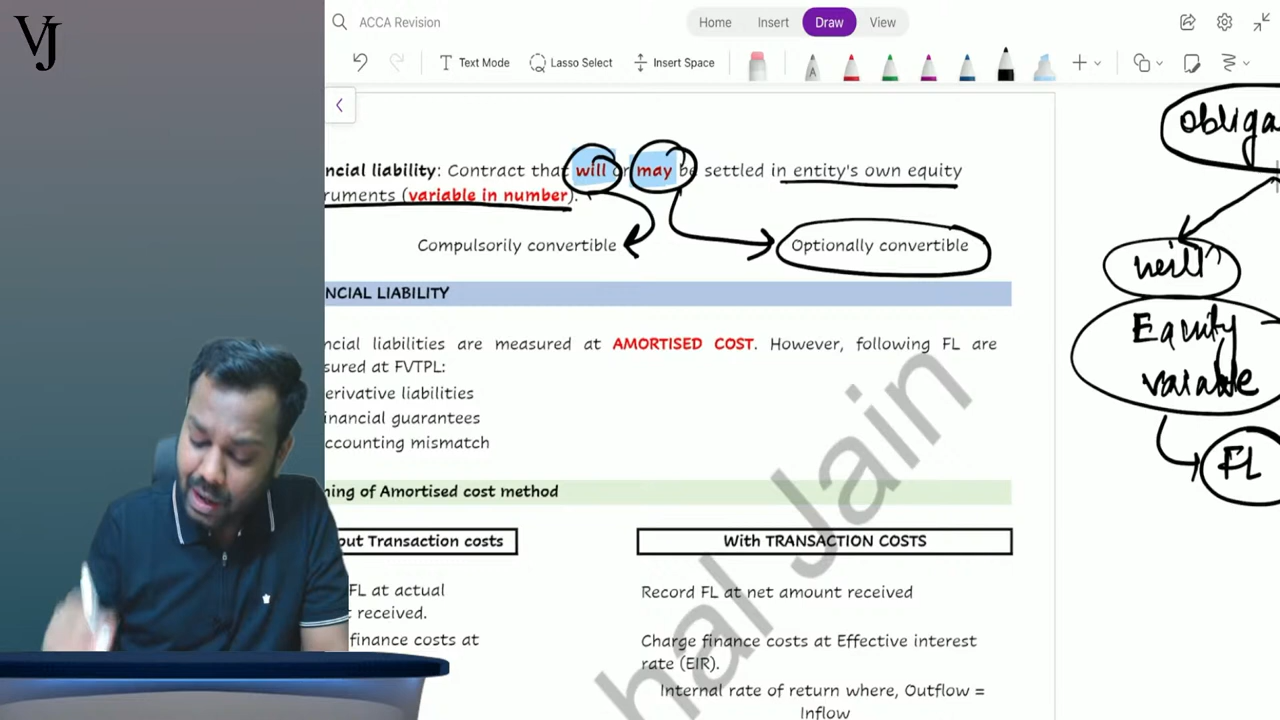 VJ
ACCA Revision
Home Insert Draw View
Text Mode Lasso Select Insert Space
ncial liability: Contract that will or may be settled in entity's own equity
ruments (variable in number).
Compulsorily convertible Optionally convertible
NCIAL LIABILITY
ncial liabilities are measured at AMORTISED COST. However, following FL are
sured at FVTPL:
erivative liabilities
inancial guarantees
ccounting mismatch
ning of Amortised cost method
out Transaction costs
FL at actual
t received.
finance costs at
With TRANSACTION COSTS
Record FL at net amount received
Charge finance costs at Effective interest
rate (EIR).
Internal rate of return where, Outflow =
Inflow
hal Jain
obliga
will
Equity
variable
FL